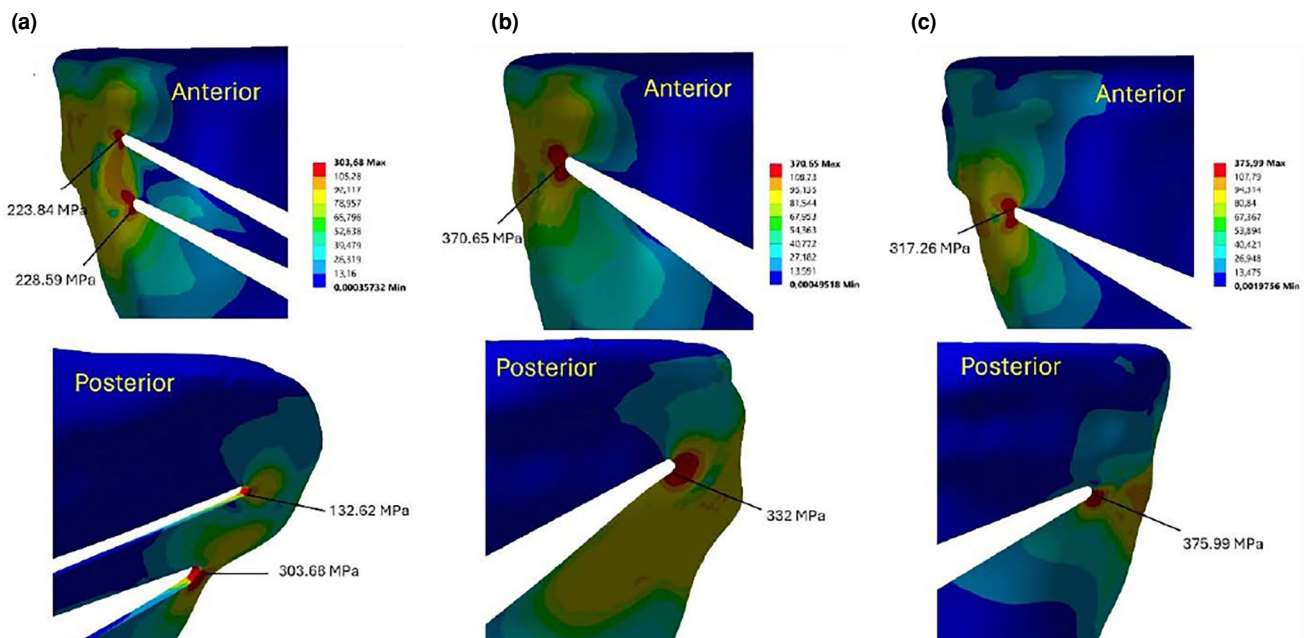 (a)
Anterior
303,68 Max
105,28
92,117
78,957
65,796
52,638
39,479
26,319
13,16
0,00035732 Min
223.84 MPa
228.59 MPa
Posterior
132.62 MPa
303.68 MPa
(b)
Anterior
370,65 Max
108,73
95,135
81,544
67,953
54,363
40,772
27,182
13,591
0,00049518 Min
370.65 MPa
Posterior
332 MPa
(c)
Anterior
375,99 Max
107,79
94,314
80,84
67,367
53,894
40,421
26,948
13,475
0,0019756 Min
317.26 MPa
Posterior
375.99 MPa